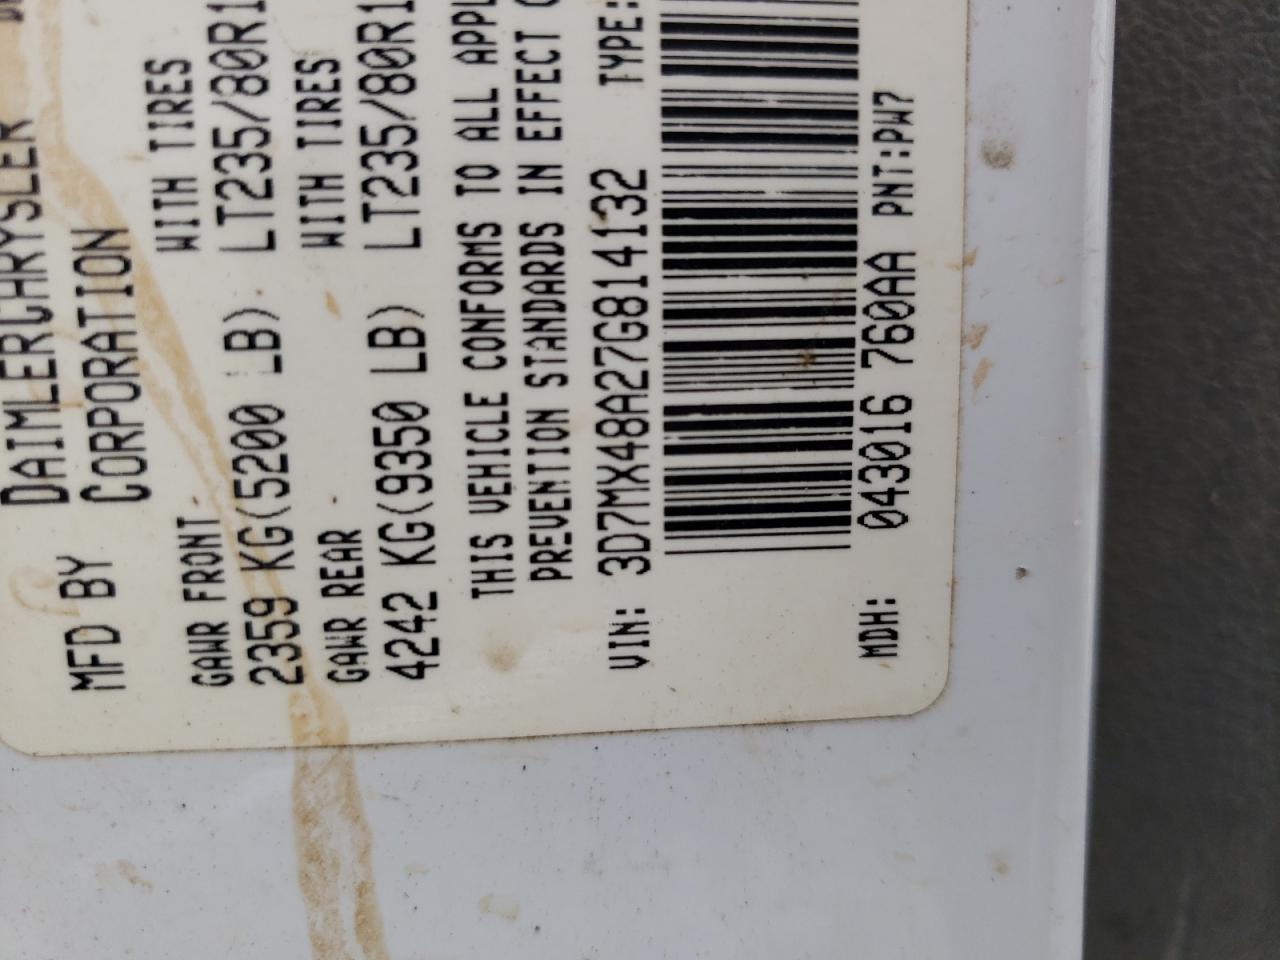 MFD BY DAIMLERCHRYSLER
CORPORATION
GAWR FRONT WITH TIRES
2359 KG(5200 LB) LT235/80R1
GAWR REAR WITH TIRES
4242 KG(9350 LB) LT235/80R1
THIS VEHICLE CONFORMS TO ALL APPL
PREVENTION STANDARDS IN EFFECT O
VIN: 3D7MX48A27G814132 TYPE:
MDH: 043016 760AA PNT:PW7